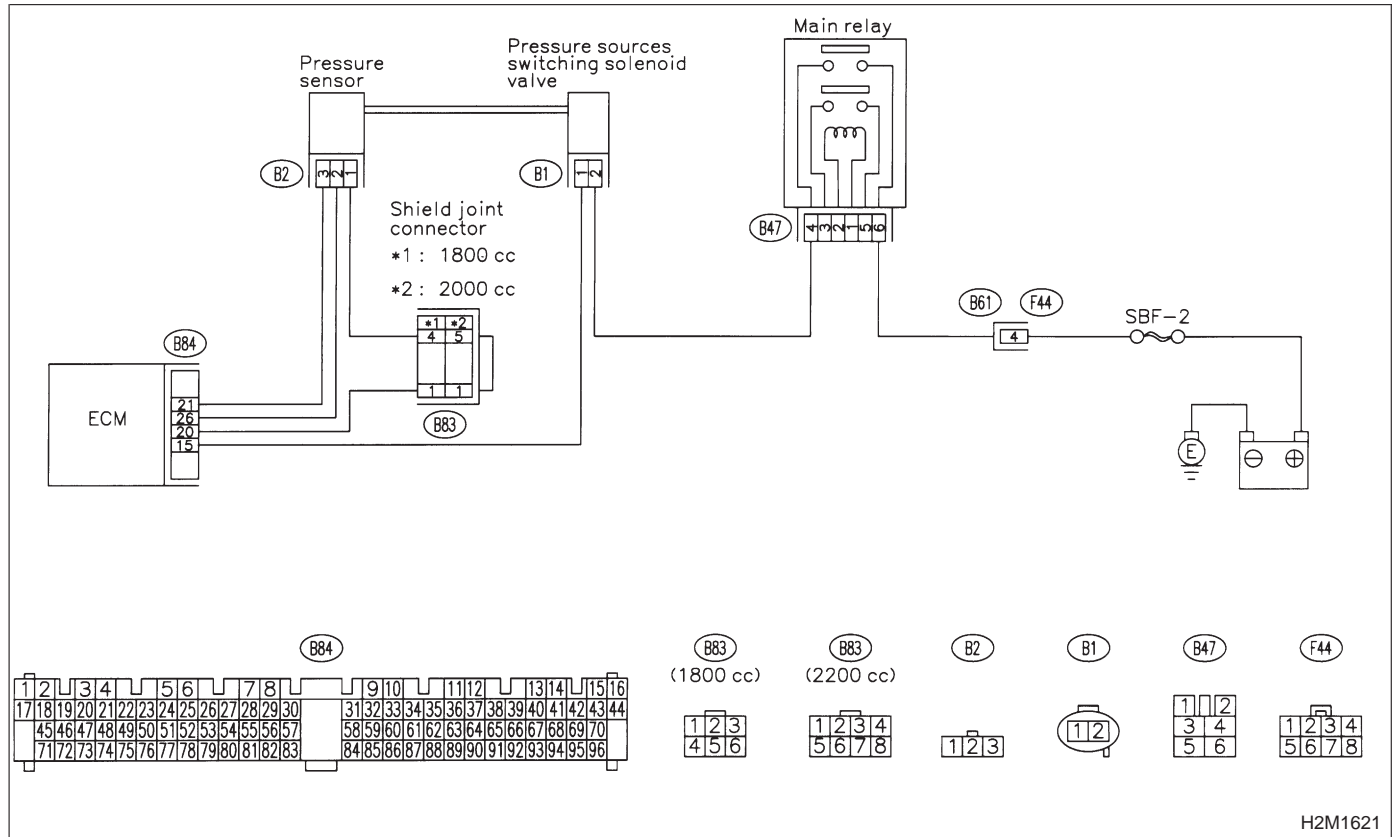 Main relay
Pressure sources
switching solenoid
valve
Pressure
sensor
B2
3 2 1
B1
1 2
B47
4 3 2 1 5 6
Shield joint
connector
*1 : 1800 cc
*2 : 2000 cc
*1 *2
4 5
1 1
B83
B61 F44
4
SBF-2
B84
ECM
21
26
20
15
E
⊖ ⊕
B84
1 2 3 4 5 6 7 8 9 10 11 12 13 14 15 16
17 18 19 20 21 22 23 24 25 26 27 28 29 30 31 32 33 34 35 36 37 38 39 40 41 42 43 44
45 46 47 48 49 50 51 52 53 54 55 56 57 58 59 60 61 62 63 64 65 66 67 68 69 70
71 72 73 74 75 76 77 78 79 80 81 82 83 84 85 86 87 88 89 90 91 92 93 94 95 96
B83
(1800 cc)
1 2 3
4 5 6
B83
(2200 cc)
1 2 3 4
5 6 7 8
B2
1 2 3
B1
1 2
B47
1 2
3 4
5 6
F44
1 2 3 4
5 6 7 8
H2M1621